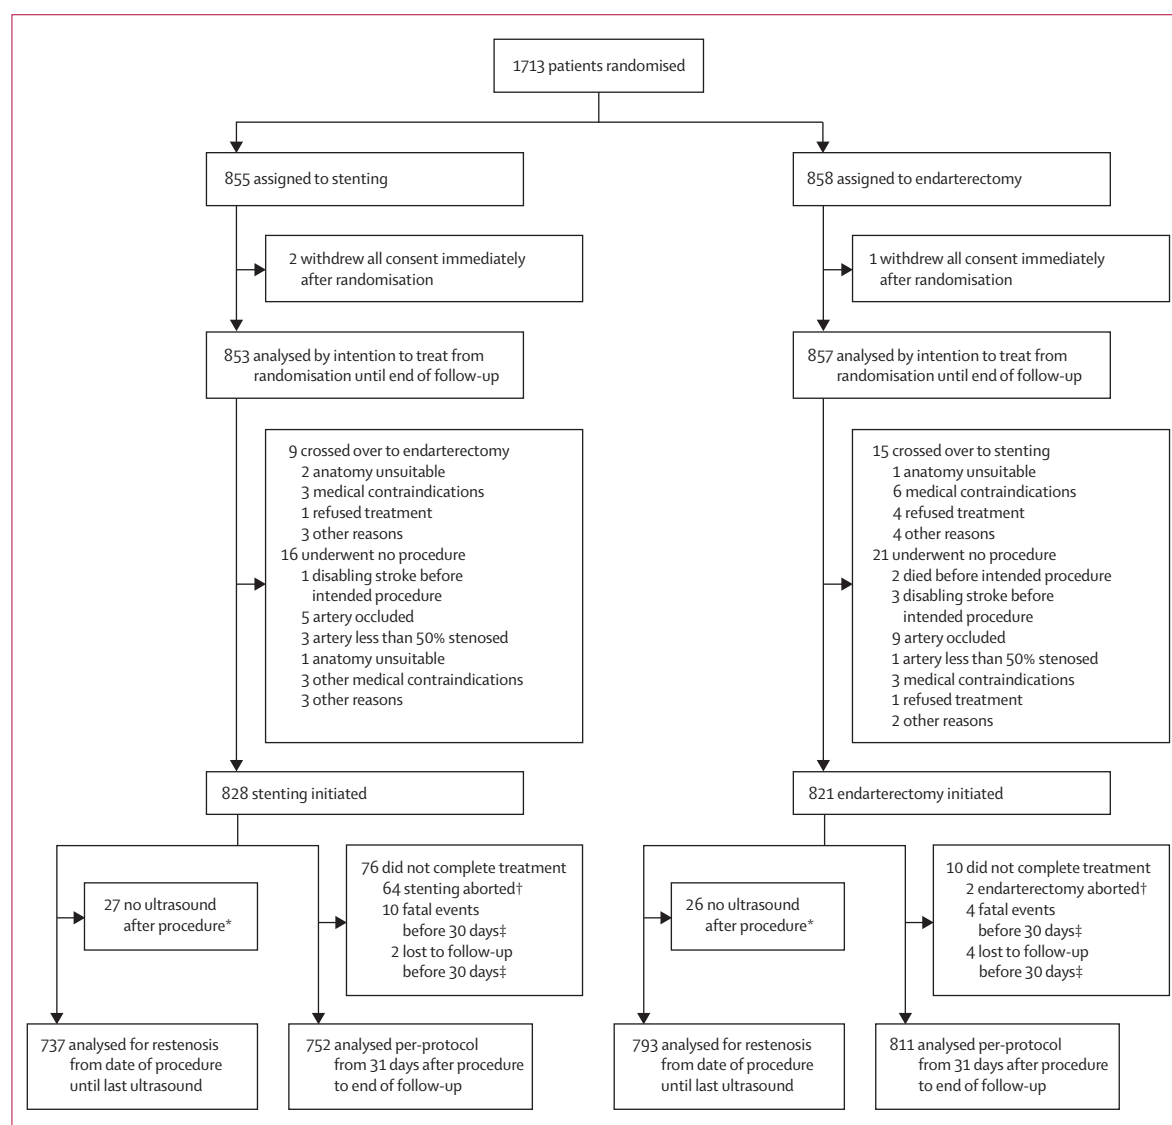 1713 patients randomised
855 assigned to stenting
858 assigned to endarterectomy
2 withdrew all consent immediately
after randomisation
1 withdrew all consent immediately
after randomisation
853 analysed by intention to treat from
randomisation until end of follow-up
857 analysed by intention to treat from
randomisation until end of follow-up
9 crossed over to endarterectomy
2 anatomy unsuitable
3 medical contraindications
1 refused treatment
3 other reasons
16 underwent no procedure
1 disabling stroke before
intended procedure
5 artery occluded
3 artery less than 50% stenosed
1 anatomy unsuitable
3 other medical contraindications
3 other reasons
15 crossed over to stenting
1 anatomy unsuitable
6 medical contraindications
4 refused treatment
4 other reasons
21 underwent no procedure
2 died before intended procedure
3 disabling stroke before
intended procedure
9 artery occluded
1 artery less than 50% stenosed
3 medical contraindications
1 refused treatment
2 other reasons
828 stenting initiated
821 endarterectomy initiated
27 no ultrasound
after procedure*
76 did not complete treatment
64 stenting aborted†
10 fatal events
before 30 days‡
2 lost to follow-up
before 30 days‡
26 no ultrasound
after procedure*
10 did not complete treatment
2 endarterectomy aborted†
4 fatal events
before 30 days‡
4 lost to follow-up
before 30 days‡
737 analysed for restenosis
from date of procedure
until last ultrasound
752 analysed per-protocol
from 31 days after procedure
to end of follow-up
793 analysed for restenosis
from date of procedure
until last ultrasound
811 analysed per-protocol
from 31 days after procedure
to end of follow-up